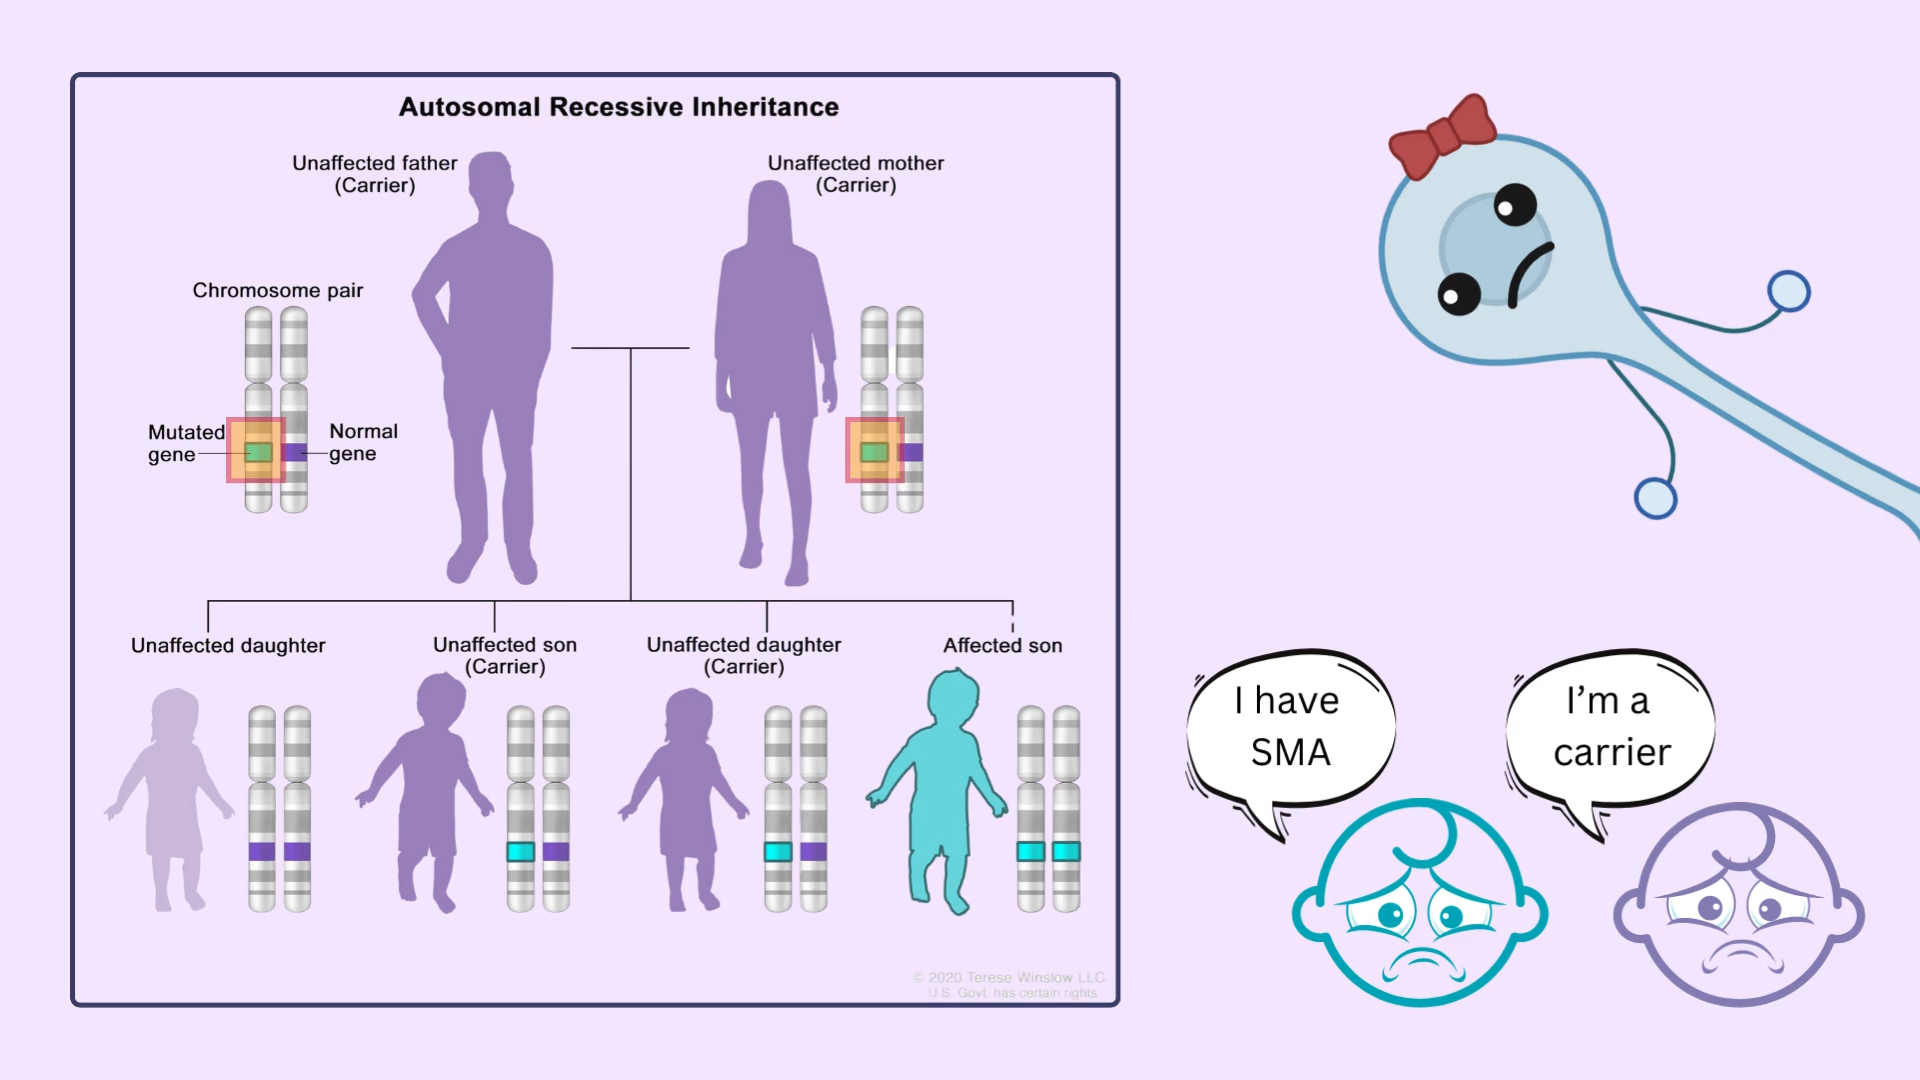 Autosomal Recessive Inheritance
Unaffected father
(Carrier)
Unaffected mother
(Carrier)
Chromosome pair
Mutated
gene
Normal
gene
Unaffected daughter
Unaffected son
(Carrier)
Unaffected daughter
(Carrier)
Affected son
© 2020 Terese Winslow LLC
U.S. Govt. has certain rights
I have
SMA
I'm a
carrier